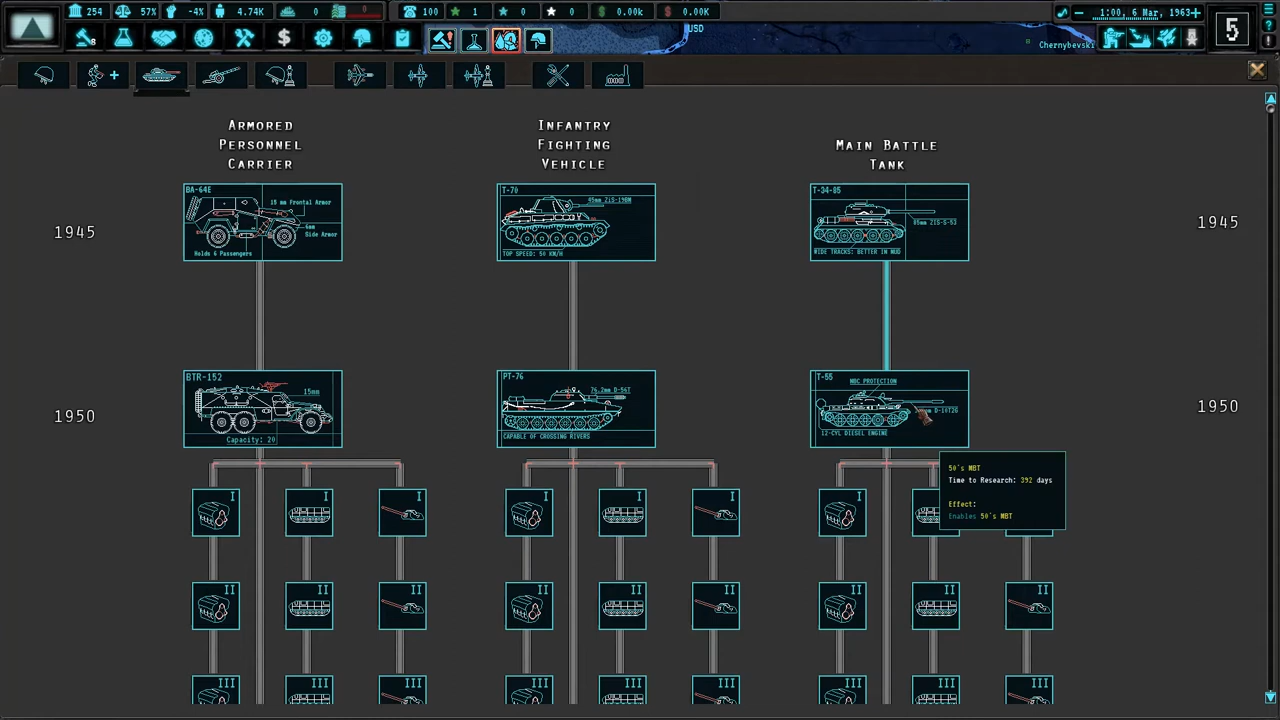 254
57%
-4%
4.74K
0
0
100
1
0
0
0.00k
0.00K
1:00, 6 Mar, 1963
5
8
USD
Chernybevski
ARMORED
PERSONNEL
CARRIER
INFANTRY
FIGHTING
VEHICLE
MAIN BATTLE
TANK
BA-64E
15 mm Frontal Armor
Side Armor
Holds 6 Passengers
T-70
45mm ZiS-19BM
TOP SPEED: 50 KM/H
T-34-85
85mm ZIS-S-53
WIDE TRACKS: BETTER IN MUD
1945
1945
BTR-152
15mm
Capacity: 20
PT-76
76.2mm D-56T
CAPABLE OF CROSSING RIVERS
T-55
NBC PROTECTION
D-10T2G
12-CYL DIESEL ENGINE
1950
1950
50's MBT
Time to Research: 392 days
Effect:
Enables 50's MBT
I
I
I
I
I
I
I
II
II
II
II
II
II
II
II
II
III
III
III
III
III
III
III
III
III